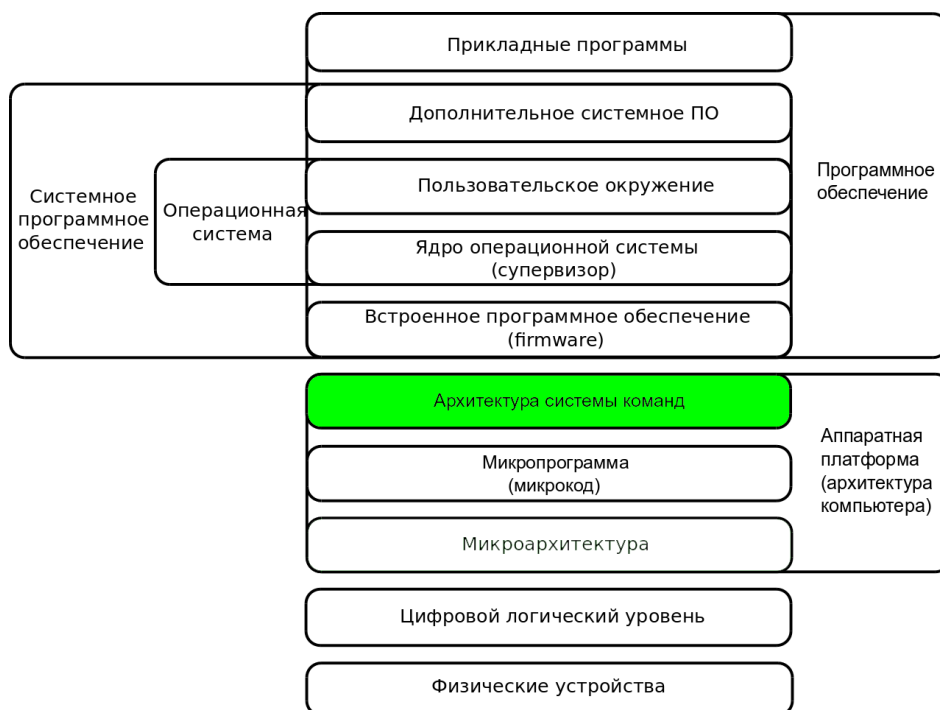 Прикладные программы
Дополнительное системное ПО
Пользовательское окружение
Программное
обеспечение
Системное
программное
обеспечение
Операционная
система
Ядро операционной системы
(супервизор)
Встроенное программное обеспечение
(firmware)
Архитектура системы команд
Микропрограмма
(микрокод)
Аппаратная
платформа
(архитектура
компьютера)
Микроархитектура
Цифровой логический уровень
Физические устройства